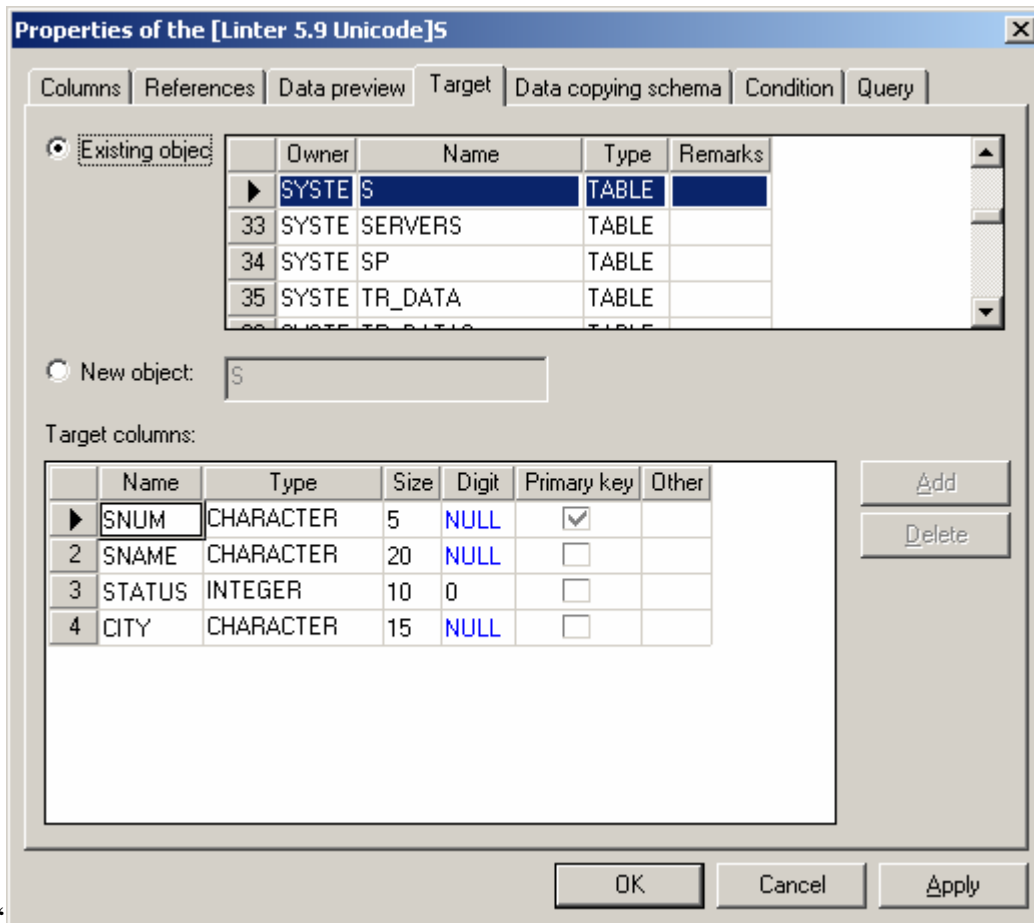 Properties of the [Linter 5.9 Unicode]S
Columns References Data preview Target Data copying schema Condition Query
Existing objec
Owner Name Type Remarks
SYSTE S TABLE
33 SYSTE SERVERS TABLE
34 SYSTE SP TABLE
35 SYSTE TR_DATA TABLE
New object: S
Target columns:
Name Type Size Digit Primary key Other
SNUM CHARACTER 5 NULL
2 SNAME CHARACTER 20 NULL
3 STATUS INTEGER 10 0
4 CITY CHARACTER 15 NULL
Add
Delete
OK Cancel Apply
“